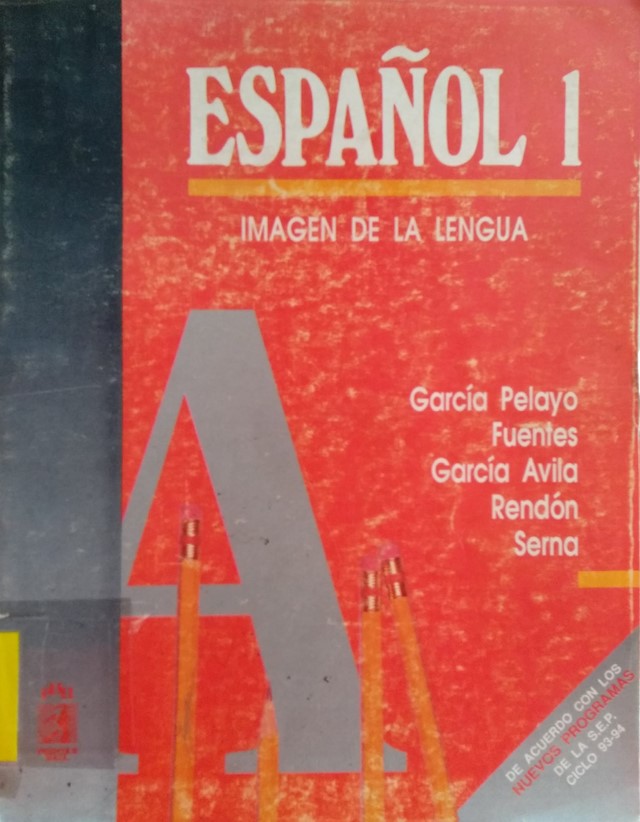 ESPAÑOL 1
IMAGEN DE LA LENGUA
García Pelayo
Fuentes
García Avila
Rendón
Serna
DE ACUERDO CON LOS
NUEVOS PROGRAMAS
DE LA S.E.P.
CICLO 93-94